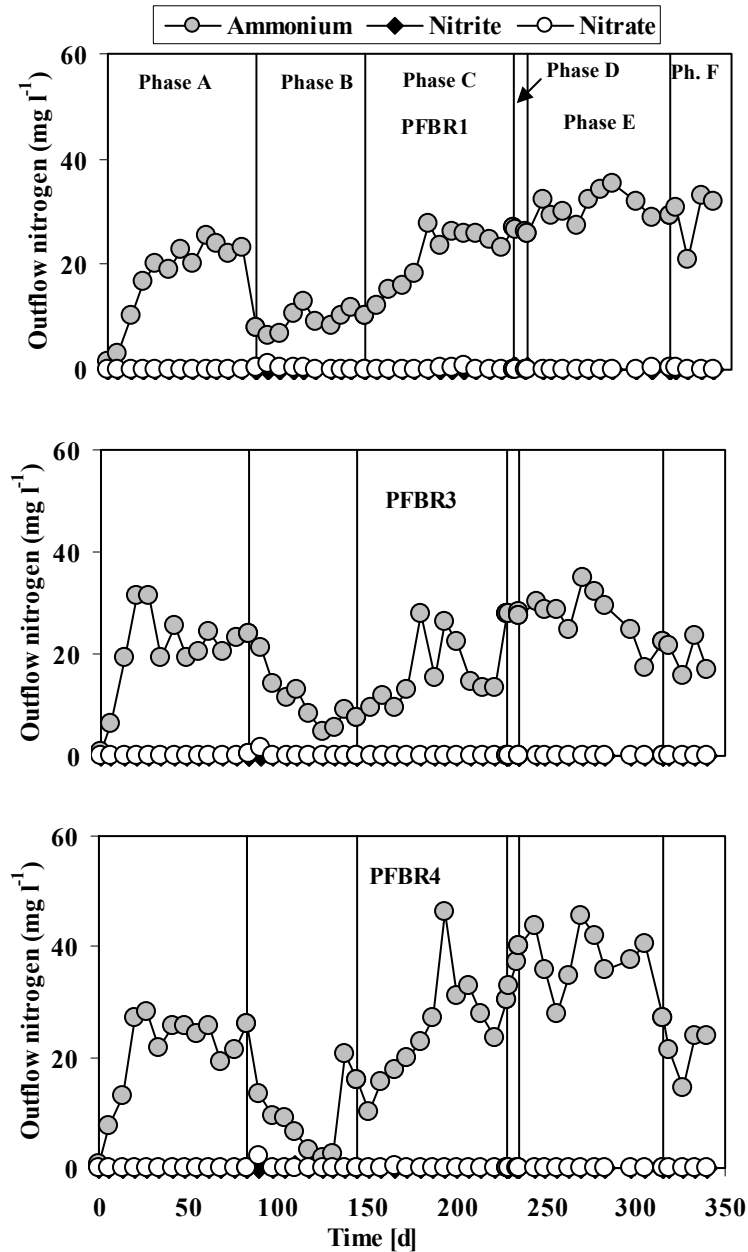 Ammonium Nitrite Nitrate
Outflow nitrogen (mg l-1)
60
40
20
0
Phase A
Phase B
Phase C
Phase D
Ph. F
PFBR1
Phase E
Outflow nitrogen (mg l-1)
60
40
20
0
PFBR3
Outflow nitrogen (mg l-1)
60
40
20
0
PFBR4
0 50 100 150 200 250 300 350
Time [d]